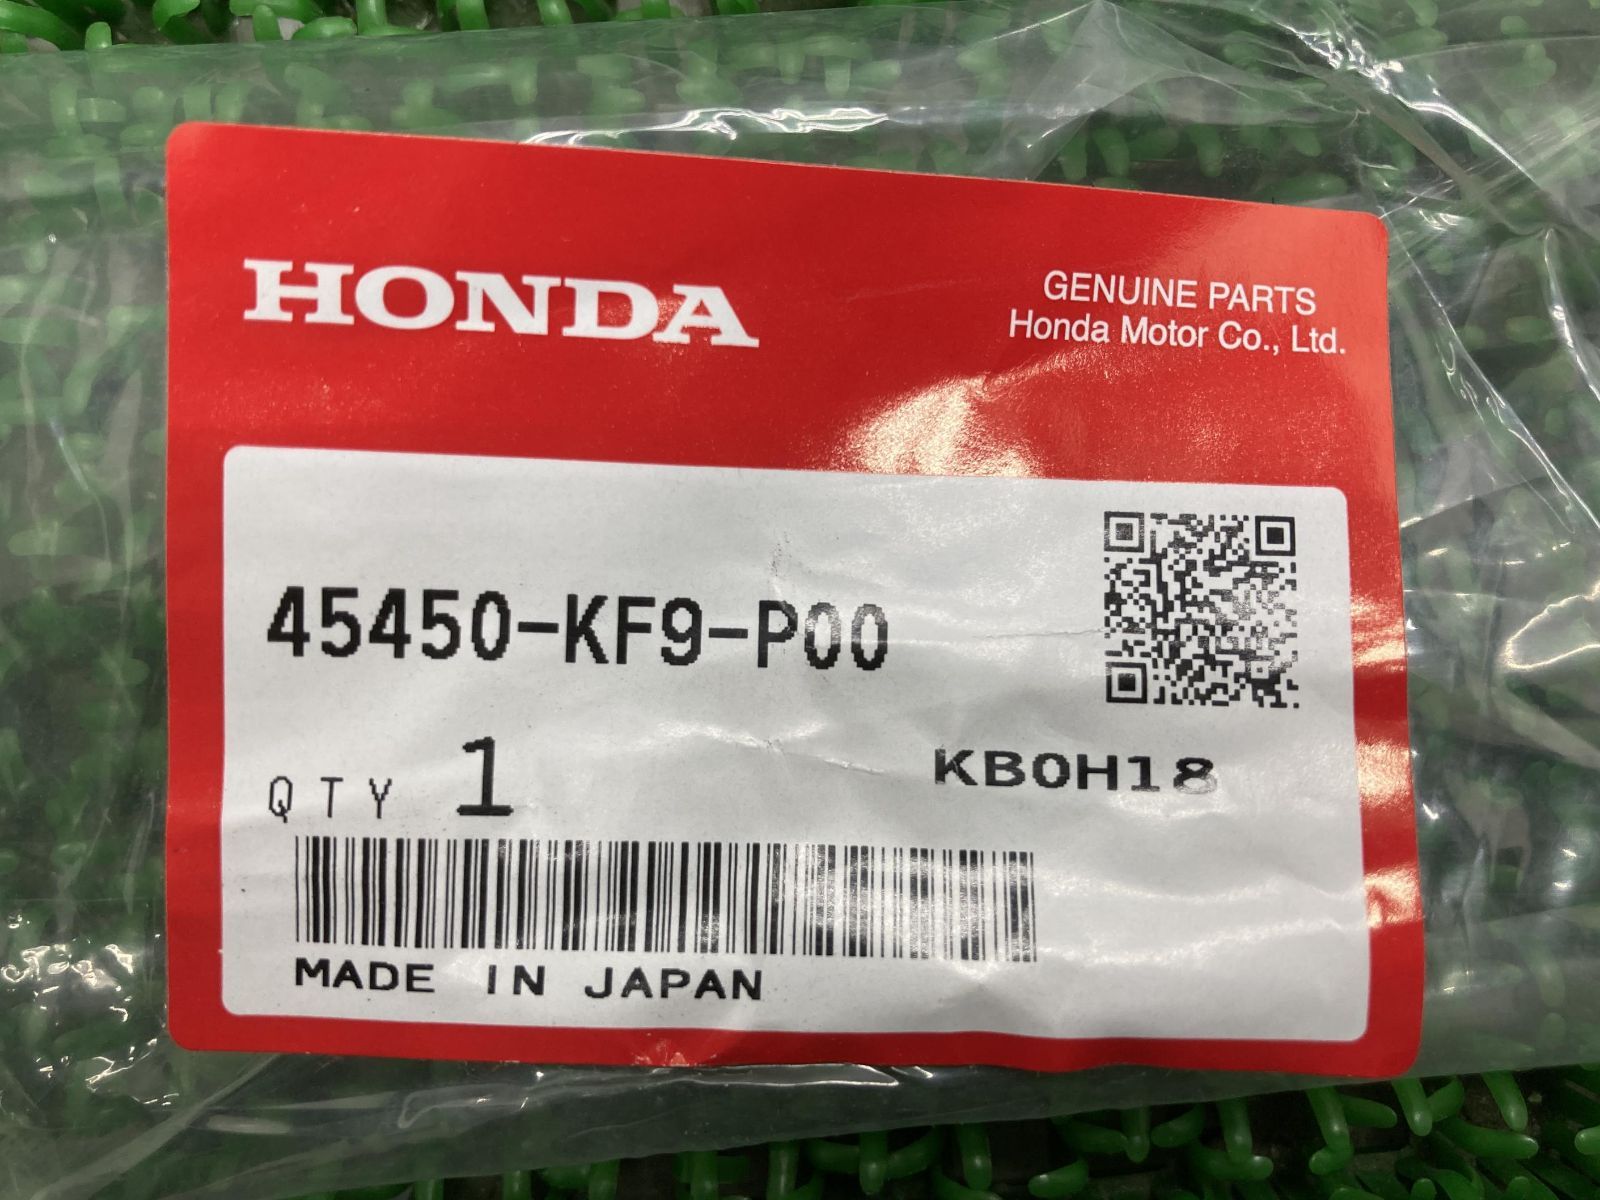 HONDA
GENUINE PARTS
Honda Motor Co., Ltd.
45450-KF9-P00
QTY 1
KB0H18
MADE IN JAPAN